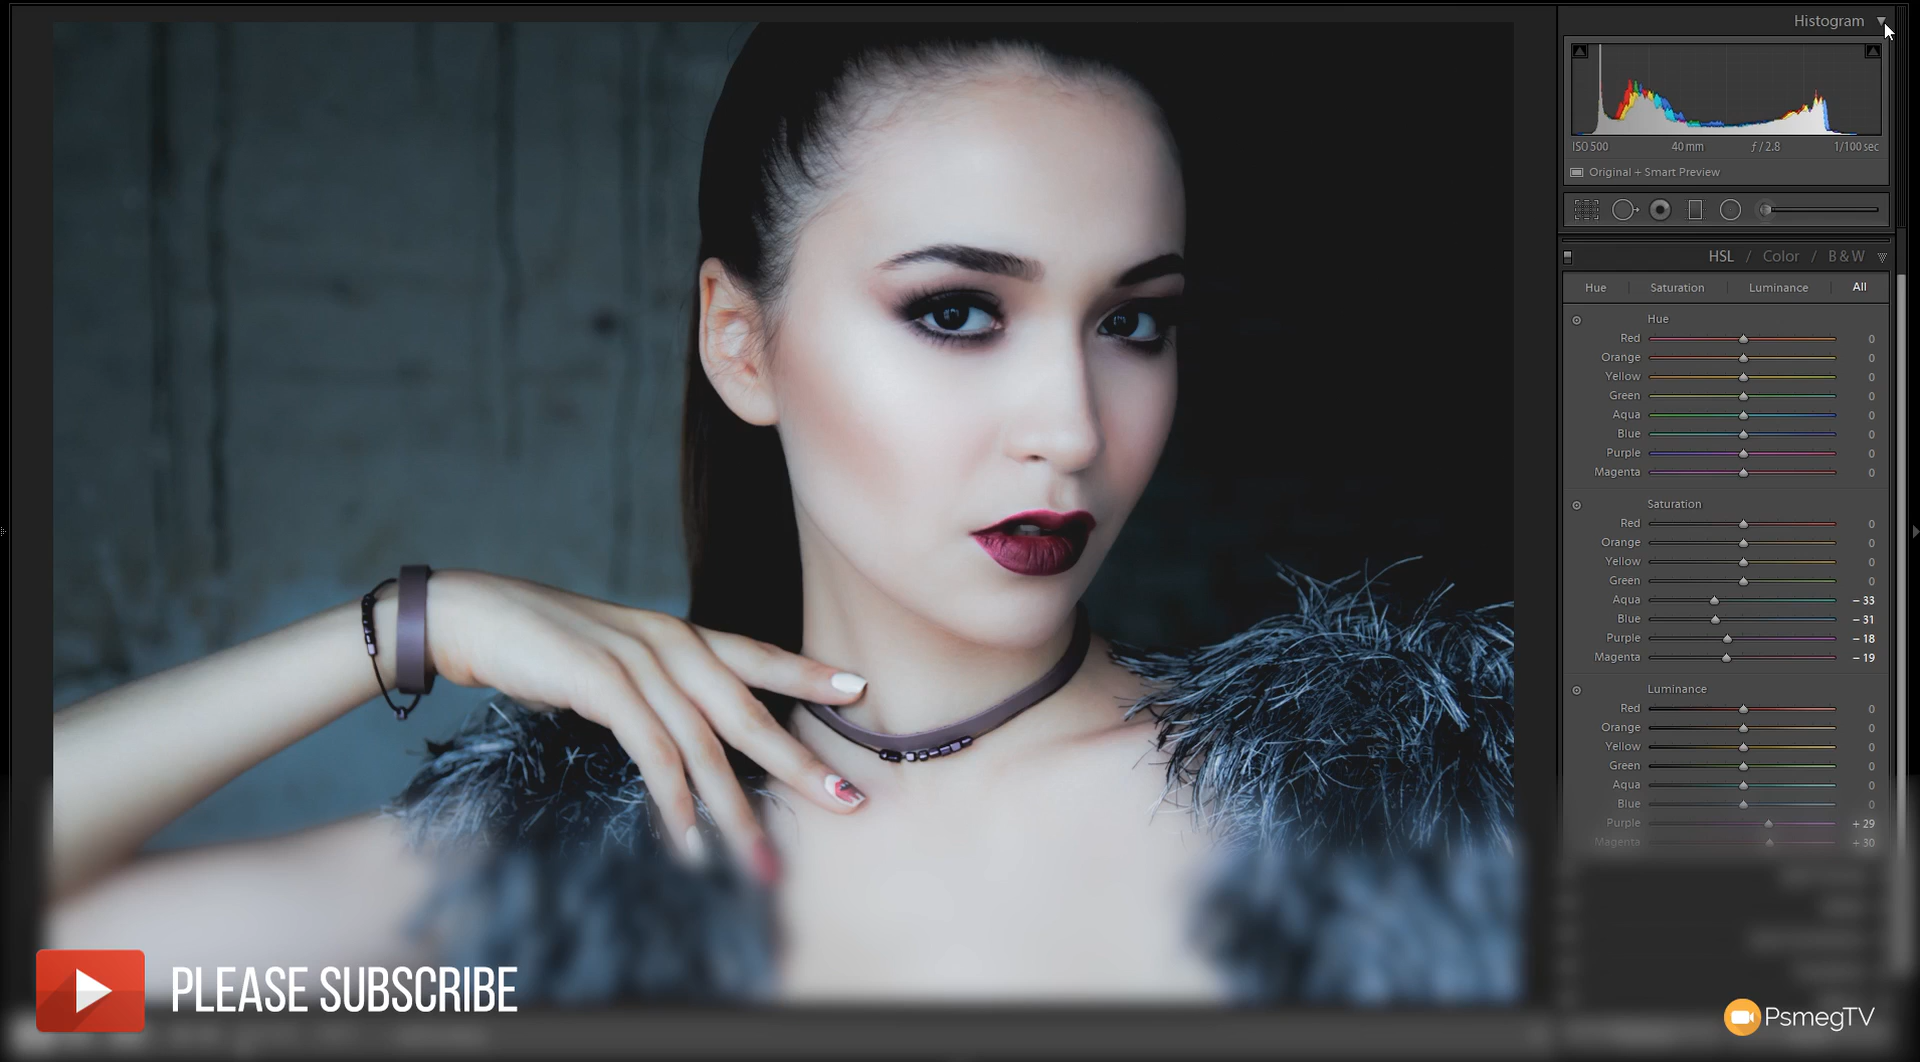 Histogram
ISO 500 40 mm ƒ / 2.8 1/100 sec
Original + Smart Preview
HSL / Color / B & W
Hue Saturation Luminance All
Hue
Red 0
Orange 0
Yellow 0
Green 0
Aqua 0
Blue 0
Purple 0
Magenta 0
Saturation
Red 0
Orange 0
Yellow 0
Green 0
Aqua – 33
Blue – 31
Purple – 18
Magenta – 19
Luminance
Red 0
Orange 0
Yellow 0
Green 0
Aqua 0
Blue 0
Purple + 29
Magenta + 30
PLEASE SUBSCRIBE
PsmegTV